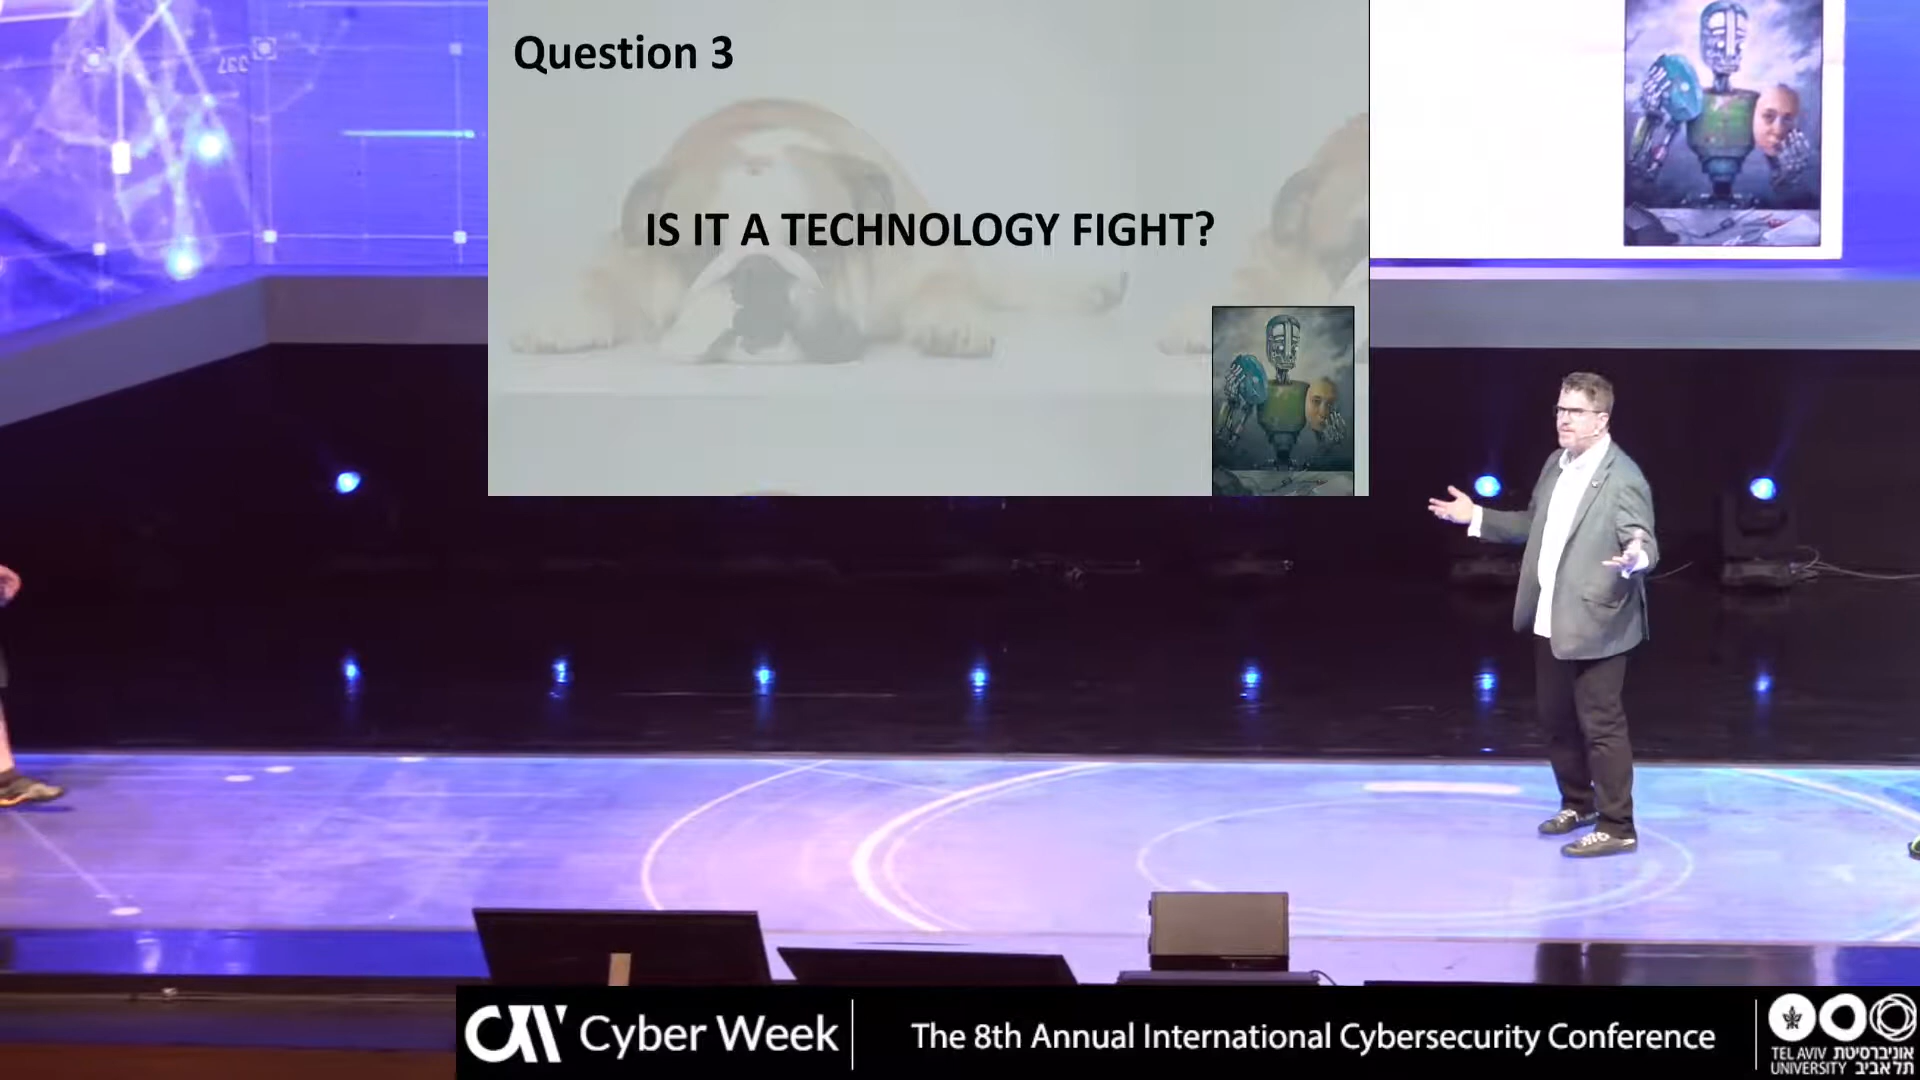 Question 3
IS IT A TECHNOLOGY FIGHT?
CW Cyber Week
The 8th Annual International Cybersecurity Conference
TEL AVIV אוניברסיטת
UNIVERSITY תל אביב